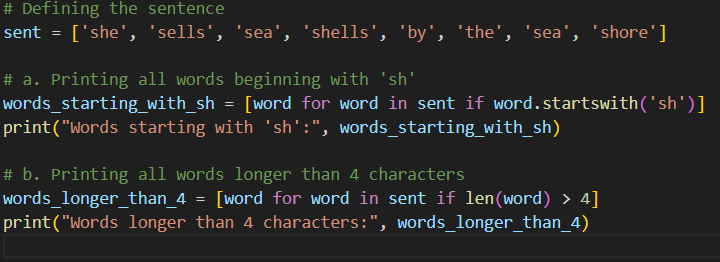 # Defining the sentence
sent = ['she', 'sells', 'sea', 'shells', 'by', 'the', 'sea', 'shore']
# a. Printing all words beginning with 'sh'
words_starting_with_sh = [word for word in sent if word.startswith('sh')]
print("Words starting with 'sh':", words_starting_with_sh)
# b. Printing all words longer than 4 characters
words_longer_than_4 = [word for word in sent if len(word) > 4]
print("Words longer than 4 characters:", words_longer_than_4)